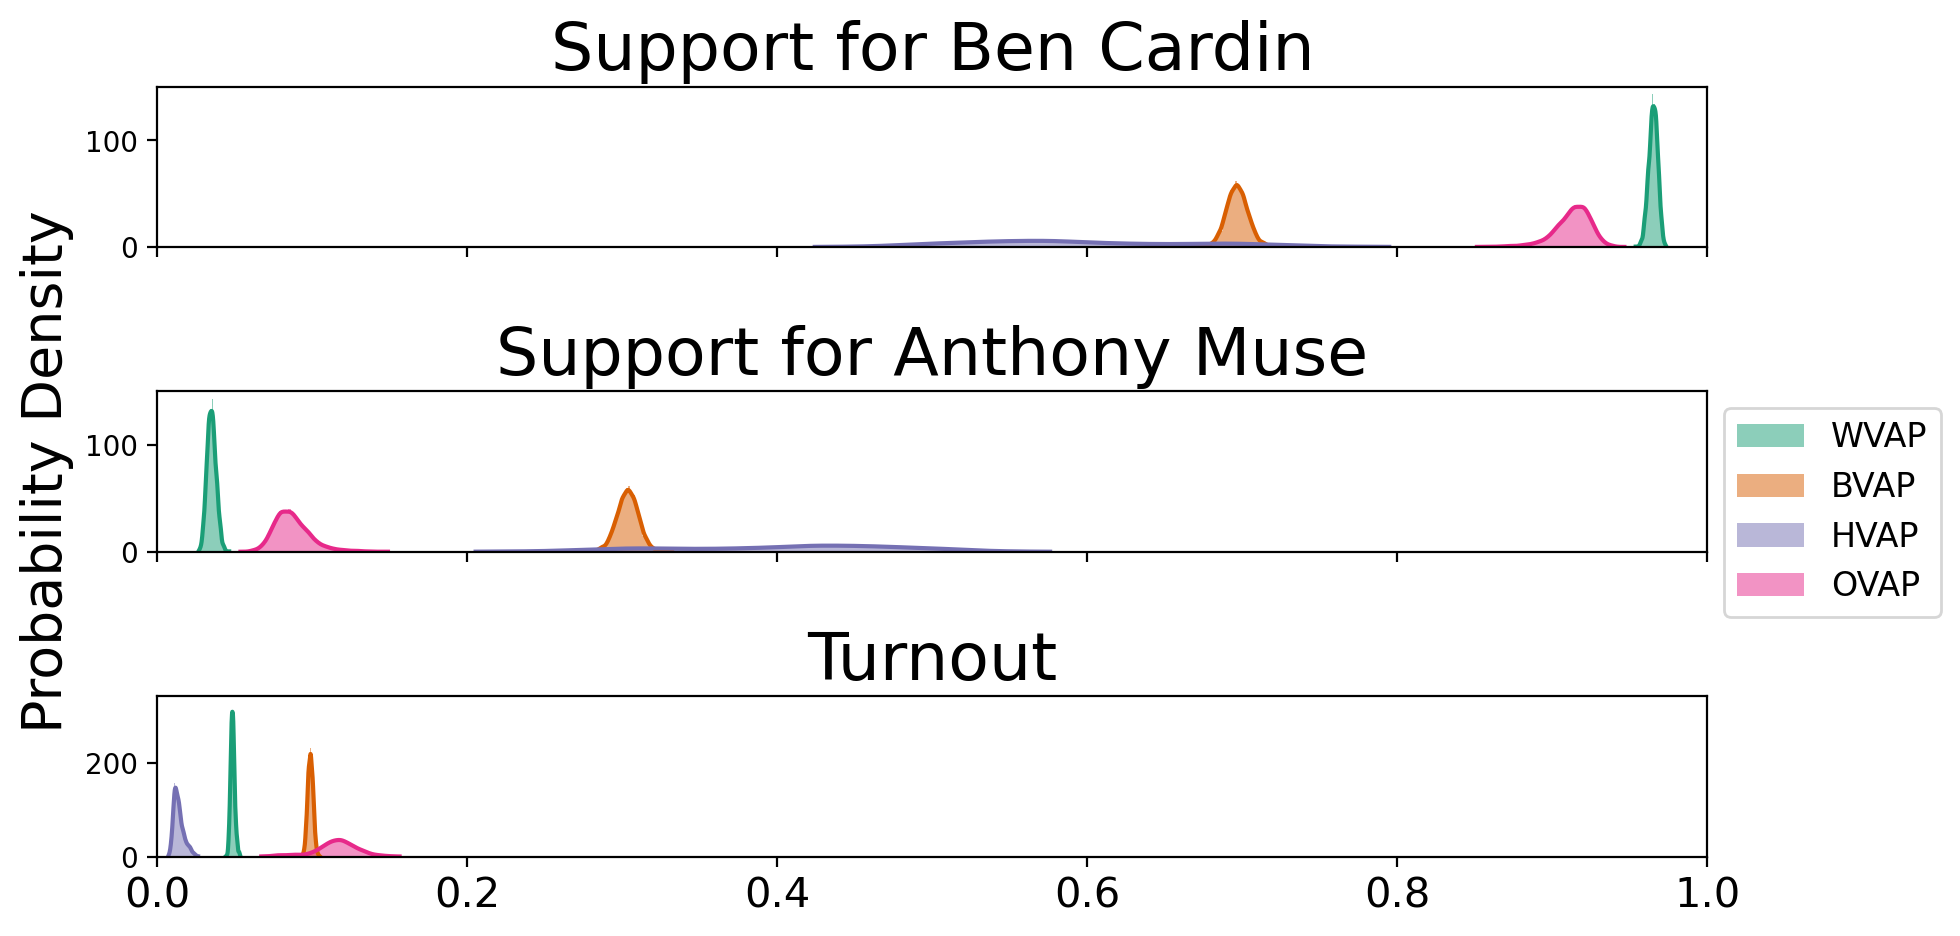 Support for Ben Cardin
100
0
Support for Anthony Muse
100
0
Turnout
200
0
0.0 0.2 0.4 0.6 0.8 1.0
Probability Density
WVAP
BVAP
HVAP
OVAP